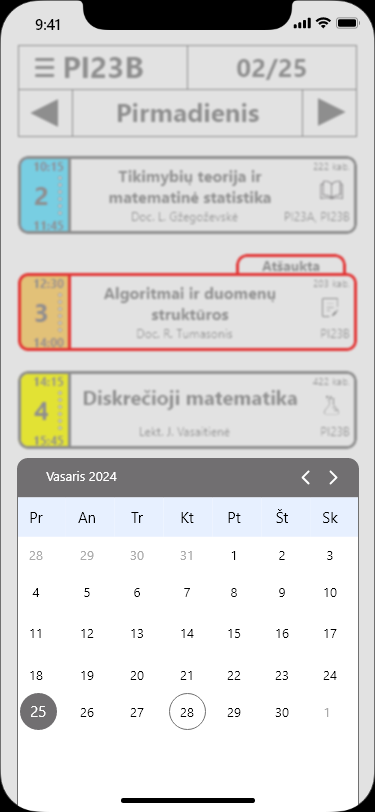 9:41
☰ PI23B 02/25
◀ Pirmadienis ▶
10:15 Tikimybių teorija ir 222 kab.
2 matematinė statistika
11:45 Doc. L. Gžegoževskė PI23A, PI23B
Atšaukta
12:30 Algoritmai ir duomenų 203 kab.
3 struktūros
14:00 Doc. R. Tumasonis PI23B
14:15 422 kab.
4 Diskrečioji matematika
15:45 Lekt. J. Vasaitienė PI23B
Vasaris 2024
Pr An Tr Kt Pt Št Sk
28 29 30 31 1 2 3
4 5 6 7 8 9 10
11 12 13 14 15 16 17
18 19 20 21 22 23 24
25 26 27 28 29 30 1